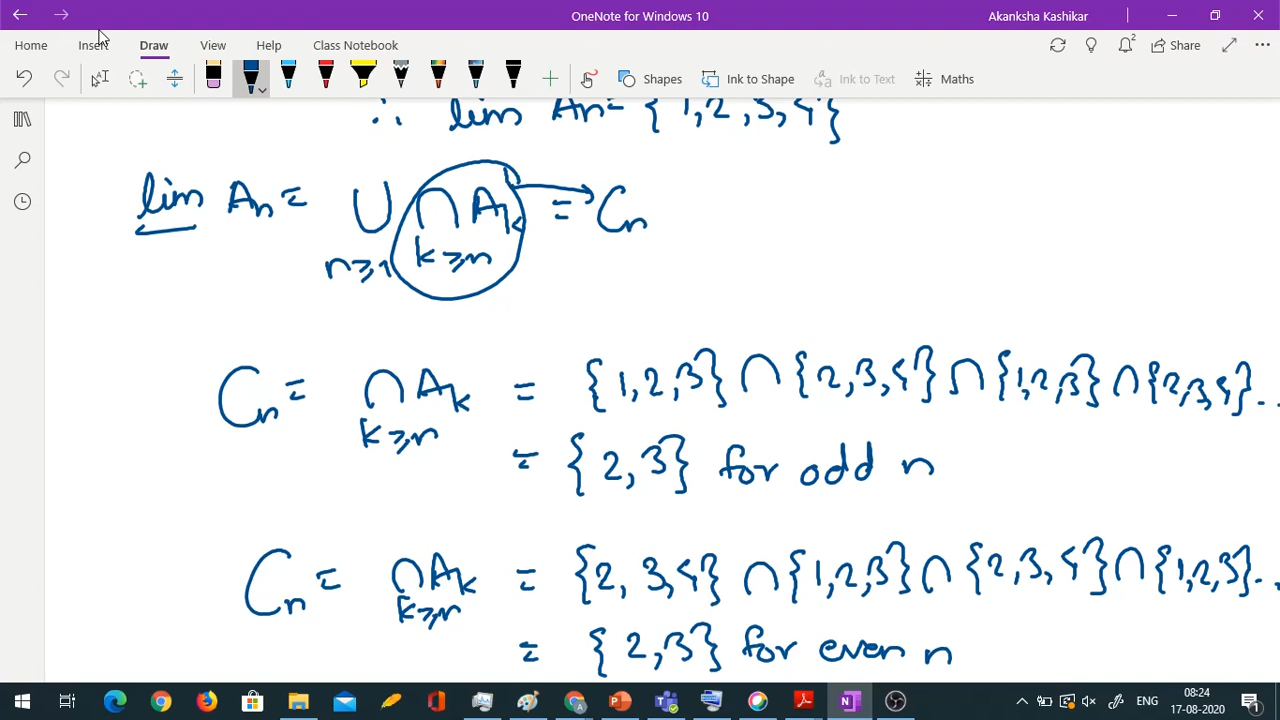 OneNote for Windows 10
Akanksha Kashikar
Home Insert Draw View Help Class Notebook Share
Shapes Ink to Shape Ink to Text Maths
∴ lim An = {1,2,3,4}
lim An = ∪ ∩ Ak = Cn
n≥1 k≥n
Cn = ∩ Ak = {1,2,3} ∩ {2,3,4} ∩ {1,2,3} ∩ {2,3,4}...
k≥n
= {2,3} for odd n
Cn = ∩ Ak = {2,3,4} ∩ {1,2,3} ∩ {2,3,4} ∩ {1,2,3}...
k≥n
= {2,3} for even n
ENG
08:24
17-08-2020